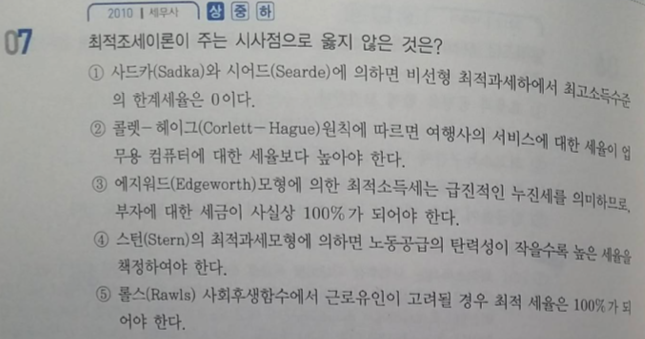 2010 | 세무사 상 중 하
07 최적조세이론이 주는 시사점으로 옳지 않은 것은?
① 사드카(Sadka)와 시어드(Searde)에 의하면 비선형 최적과세하에서 최고소득수준
의 한계세율은 0이다.
② 콜렛-헤이그(Corlett-Hague)원칙에 따르면 여행사의 서비스에 대한 세율이 업
무용 컴퓨터에 대한 세율보다 높아야 한다.
③ 에지워드(Edgeworth)모형에 의한 최적소득세는 급진적인 누진세를 의미하므로,
부자에 대한 세금이 사실상 100%가 되어야 한다.
④ 스턴(Stern)의 최적과세모형에 의하면 노동공급의 탄력성이 작을수록 높은 세율을
책정하여야 한다.
⑤ 롤스(Rawls) 사회후생함수에서 근로유인이 고려될 경우 최적 세율은 100%가 되
어야 한다.